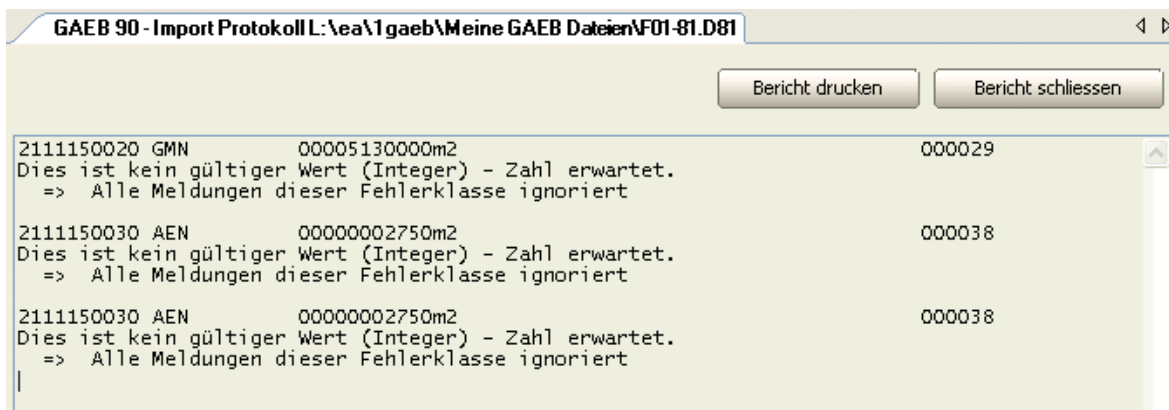 GAEB 90 - Import Protokoll L:\ea\1gaeb\Meine GAEB Dateien\F01-81.D81
Bericht drucken Bericht schliessen
2111150020 GMN 00005130000m2 000029
Dies ist kein gültiger Wert (Integer) - Zahl erwartet.
=> Alle Meldungen dieser Fehlerklasse ignoriert
2111150030 AEN 00000002750m2 000038
Dies ist kein gültiger Wert (Integer) - Zahl erwartet.
=> Alle Meldungen dieser Fehlerklasse ignoriert
2111150030 AEN 00000002750m2 000038
Dies ist kein gültiger Wert (Integer) - Zahl erwartet.
=> Alle Meldungen dieser Fehlerklasse ignoriert